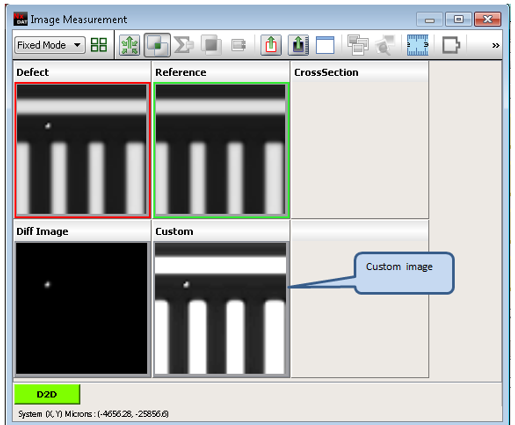 Image Measurement
Fixed Mode
»
Defect Reference CrossSection
Diff Image Custom
Custom image
D2D
System (X, Y) Microns : (-4656.28, -25856.6)